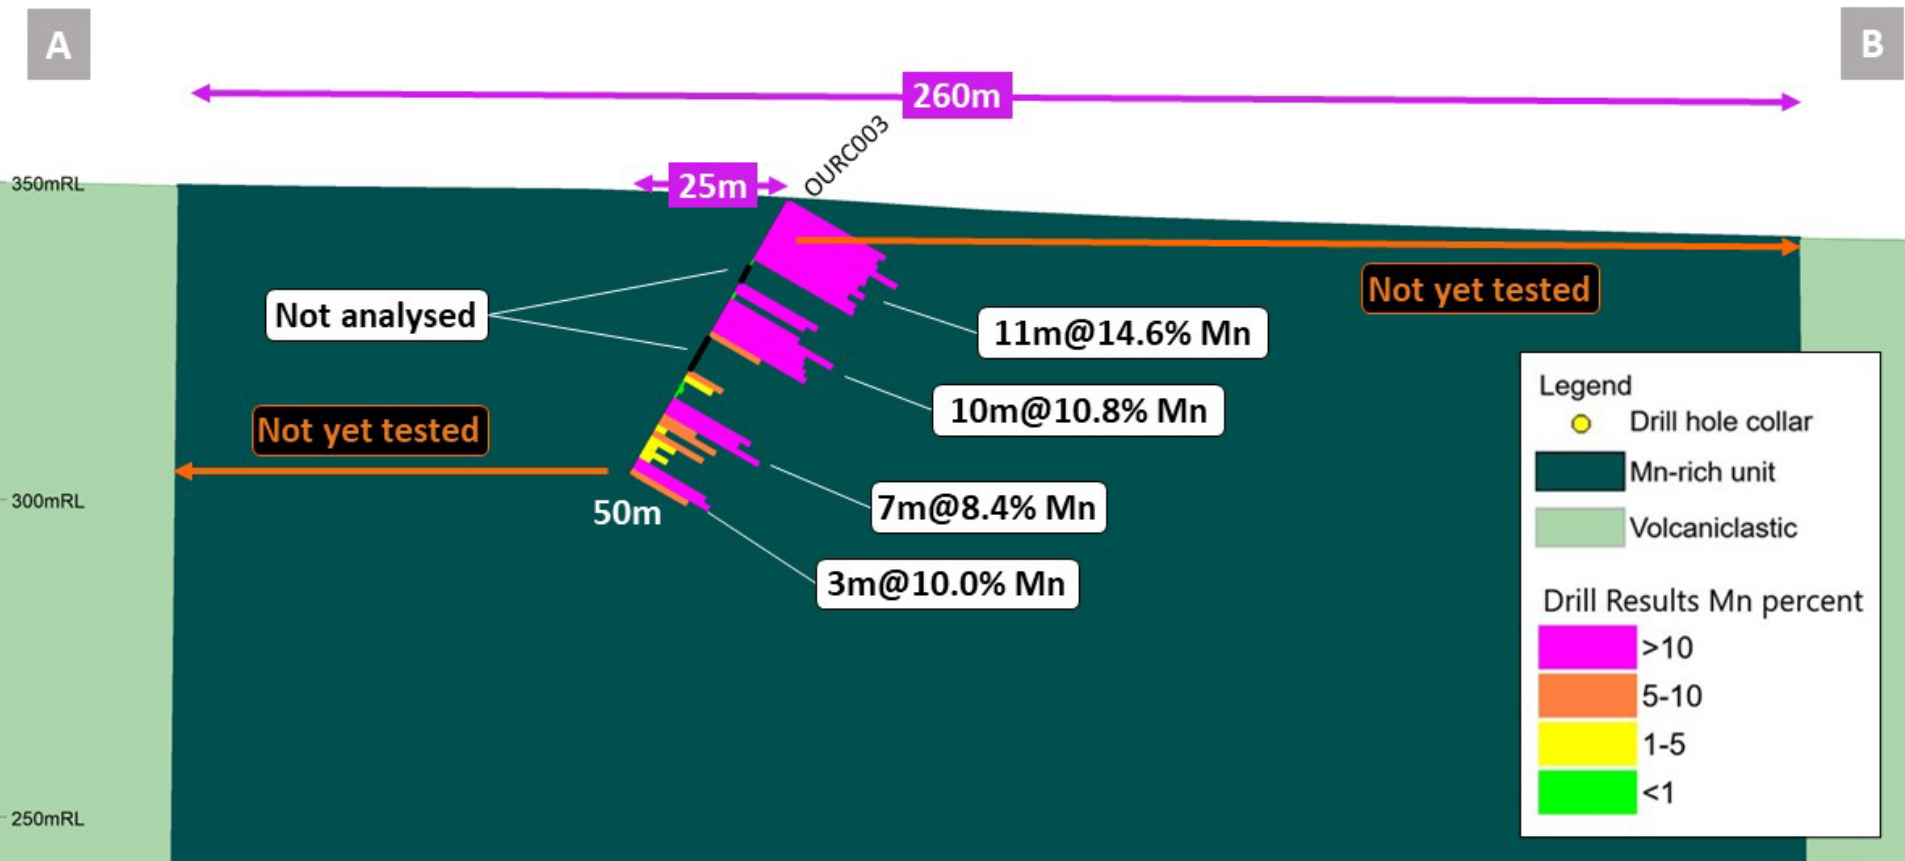 A
B
260m
OURC003
350mRL
25m
Not yet tested
Not analysed
11m@14.6% Mn
10m@10.8% Mn
Not yet tested
300mRL
50m
7m@8.4% Mn
3m@10.0% Mn
250mRL
Legend
Drill hole collar
Mn-rich unit
Volcaniclastic
Drill Results Mn percent
>10
5-10
1-5
<1